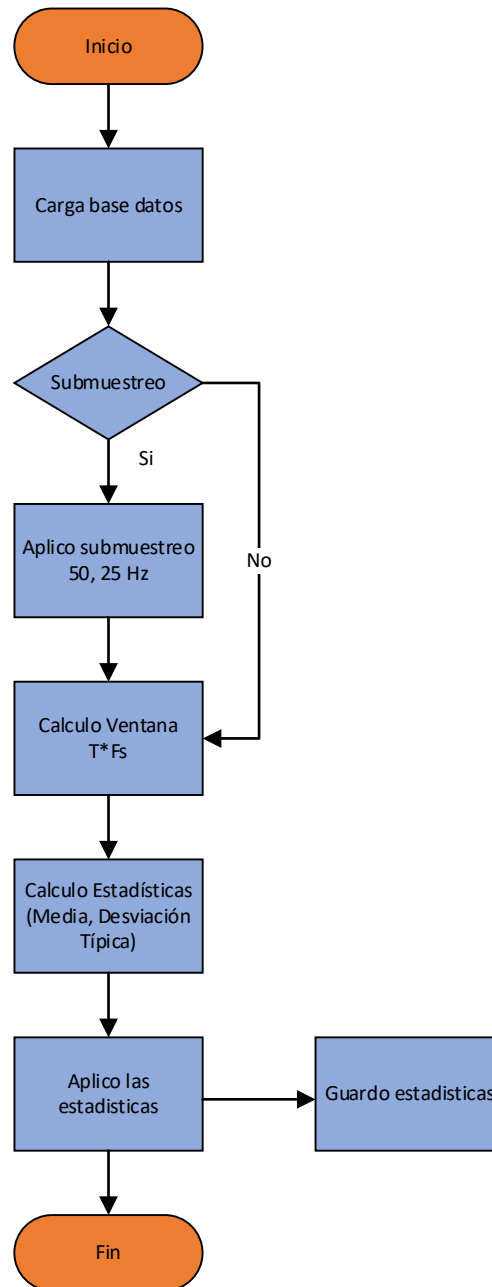 Inicio
Carga base datos
Submuestreo
Si
Aplico submuestreo
50, 25 Hz
No
Calculo Ventana
T*Fs
Calculo Estadísticas
(Media, Desviación
Típica)
Aplico las
estadisticas
Guardo estadisticas
Fin